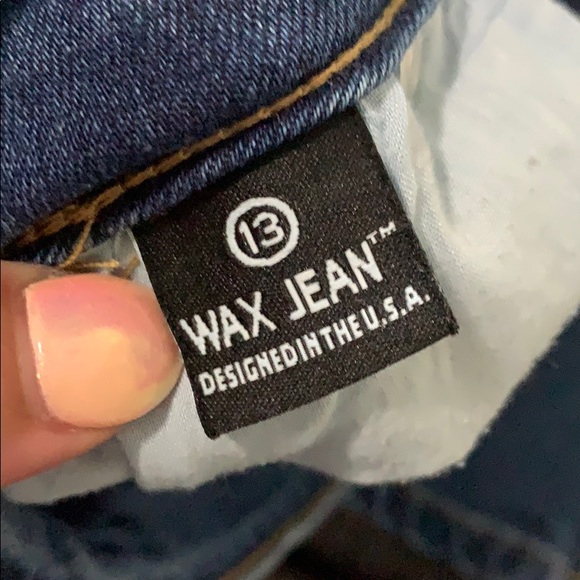 13
WAX JEAN™
DESIGNED IN THE U.S.A.